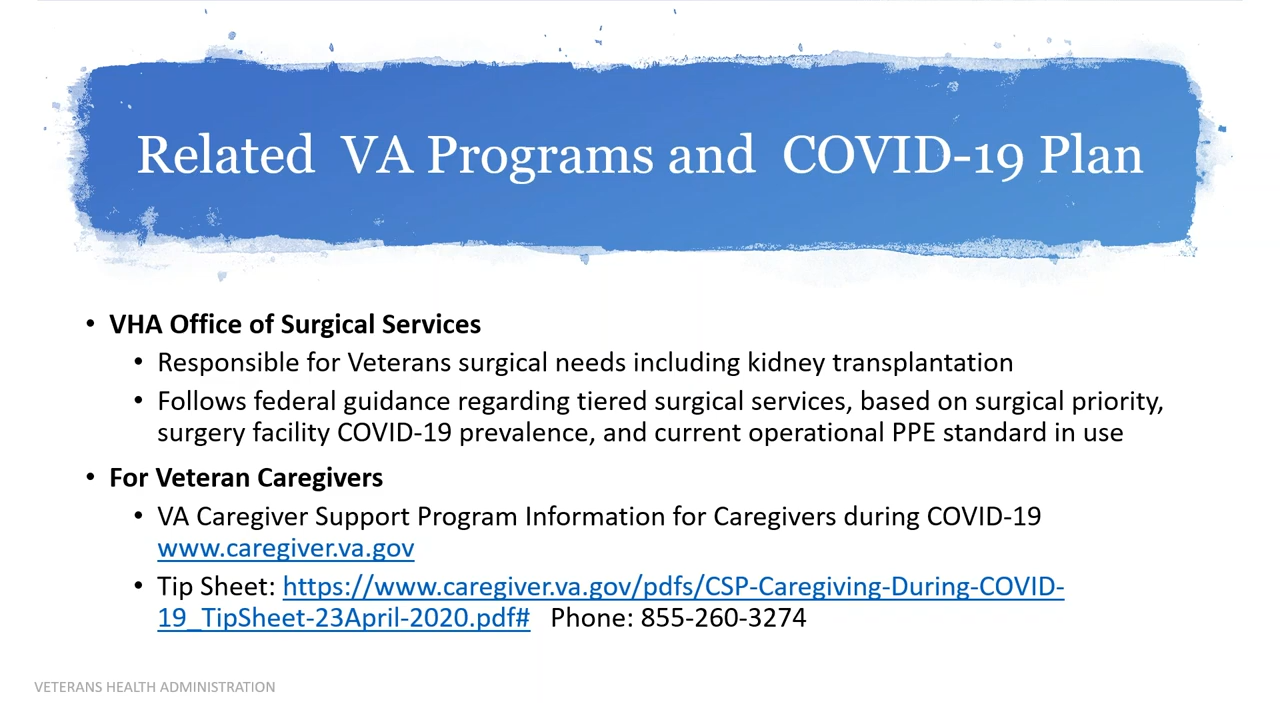 Related VA Programs and COVID-19 Plan
• VHA Office of Surgical Services
• Responsible for Veterans surgical needs including kidney transplantation
• Follows federal guidance regarding tiered surgical services, based on surgical priority,
surgery facility COVID-19 prevalence, and current operational PPE standard in use
• For Veteran Caregivers
• VA Caregiver Support Program Information for Caregivers during COVID-19
www.caregiver.va.gov
• Tip Sheet: https://www.caregiver.va.gov/pdfs/CSP-Caregiving-During-COVID-
19_TipSheet-23April-2020.pdf# Phone: 855-260-3274
VETERANS HEALTH ADMINISTRATION